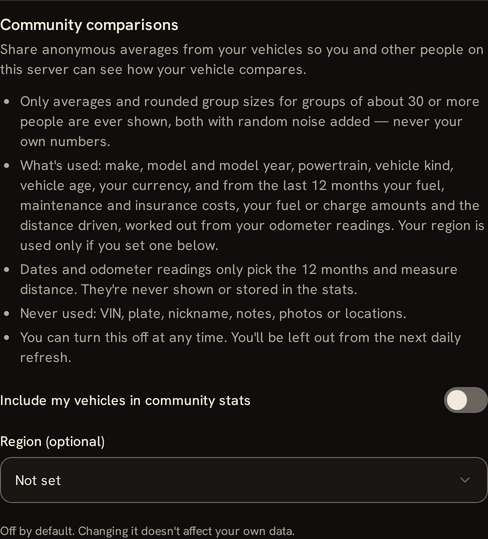 Community comparisons
Share anonymous averages from your vehicles so you and other people on
this server can see how your vehicle compares.
• Only averages and rounded group sizes for groups of about 30 or more
people are ever shown, both with random noise added — never your
own numbers.
• What's used: make, model and model year, powertrain, vehicle kind,
vehicle age, your currency, and from the last 12 months your fuel,
maintenance and insurance costs, your fuel or charge amounts and the
distance driven, worked out from your odometer readings. Your region is
used only if you set one below.
• Dates and odometer readings only pick the 12 months and measure
distance. They're never shown or stored in the stats.
• Never used: VIN, plate, nickname, notes, photos or locations.
• You can turn this off at any time. You'll be left out from the next daily
refresh.
Include my vehicles in community stats
Region (optional)
Not set
Off by default. Changing it doesn't affect your own data.